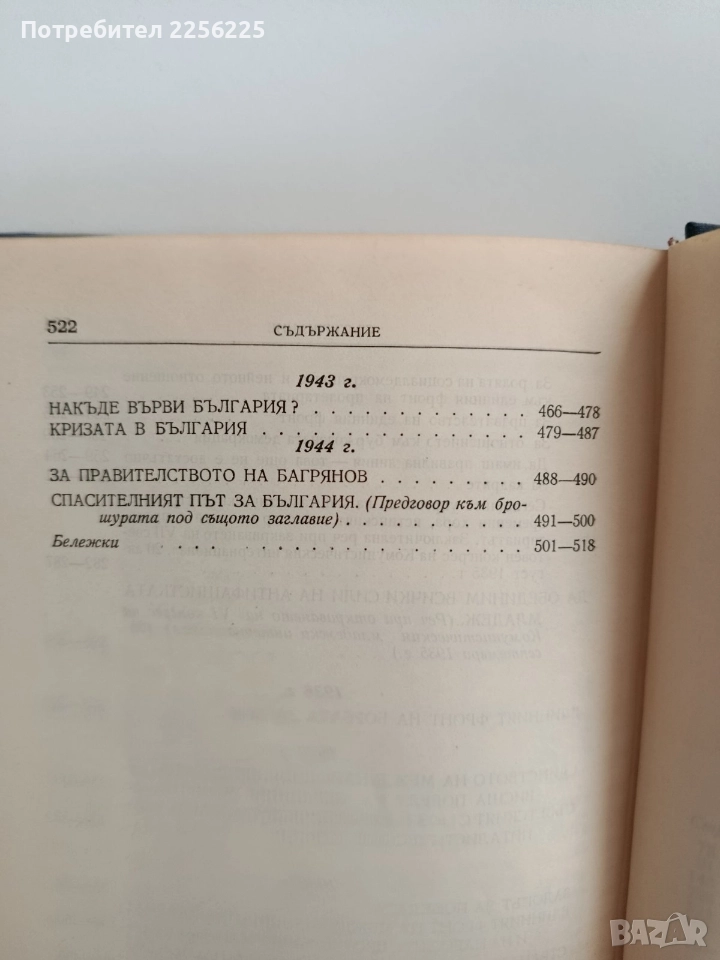 Потребител 2256225
522
СЪДЪРЖАНИЕ
1943 г.
НАКЪДЕ ВЪРВИ БЪЛГАРИЯ? . . . . . . . . . . . . . 466—478
КРИЗАТА В БЪЛГАРИЯ . . . . . . . . . . . . . . . 479—487
1944 г.
ЗА ПРАВИТЕЛСТВОТО НА БАГРЯНОВ . . . . . . . . . 488—490
СПАСИТЕЛНИЯТ ПЪТ ЗА БЪЛГАРИЯ. (Предговор към бро-
шурата под същото заглавие) . . . . . . . . . . . 491—500
Бележки . . . . . . . . . . . . . . . . . . . 501—518
BAZAR